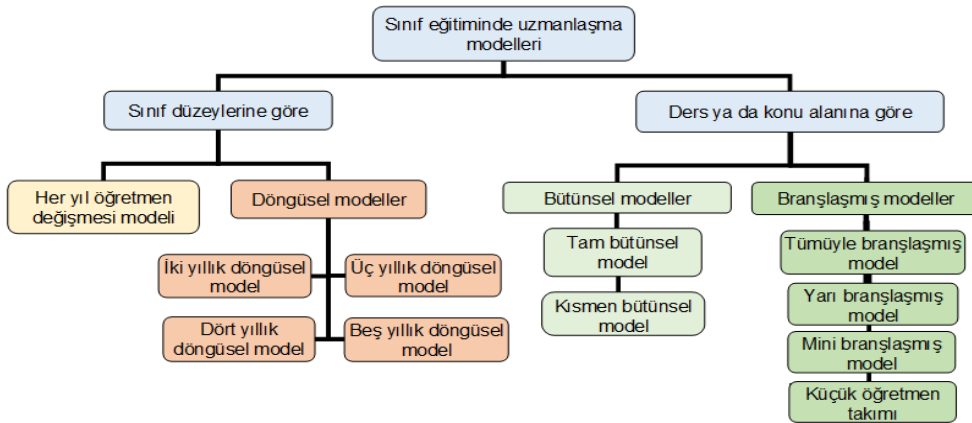 Sınıf eğitiminde uzmanlaşma
modelleri
Sınıf düzeylerine göre
Ders ya da konu alanına göre
Her yıl öğretmen
değişmesi modeli
Döngüsel modeller
Bütünsel modeller
Branşlaşmış modeller
İki yıllık döngüsel
model
Üç yıllık döngüsel
model
Dört yıllık
döngüsel model
Beş yıllık döngüsel
model
Tam bütünsel
model
Kısmen bütünsel
model
Tümüyle branşlaşmış
model
Yarı branşlaşmış
model
Mini branşlaşmış
model
Küçük öğretmen
takımı